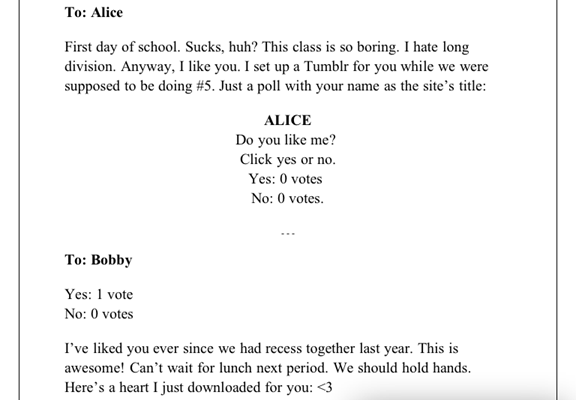 To: Alice
First day of school. Sucks, huh? This class is so boring. I hate long
division. Anyway, I like you. I set up a Tumblr for you while we were
supposed to be doing #5. Just a poll with your name as the site’s title:
ALICE
Do you like me?
Click yes or no.
Yes: 0 votes
No: 0 votes.
---
To: Bobby
Yes: 1 vote
No: 0 votes
I’ve liked you ever since we had recess together last year. This is
awesome! Can’t wait for lunch next period. We should hold hands.
Here’s a heart I just downloaded for you: <3